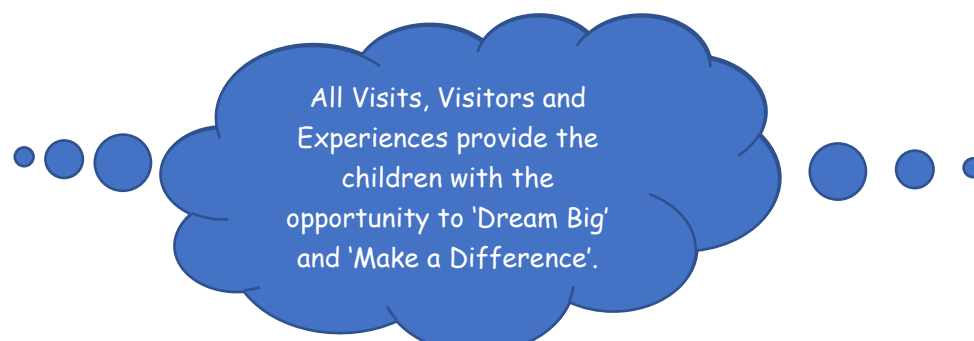 All Visits, Visitors and
Experiences provide the
children with the
opportunity to ‘Dream Big’
and ‘Make a Difference’.